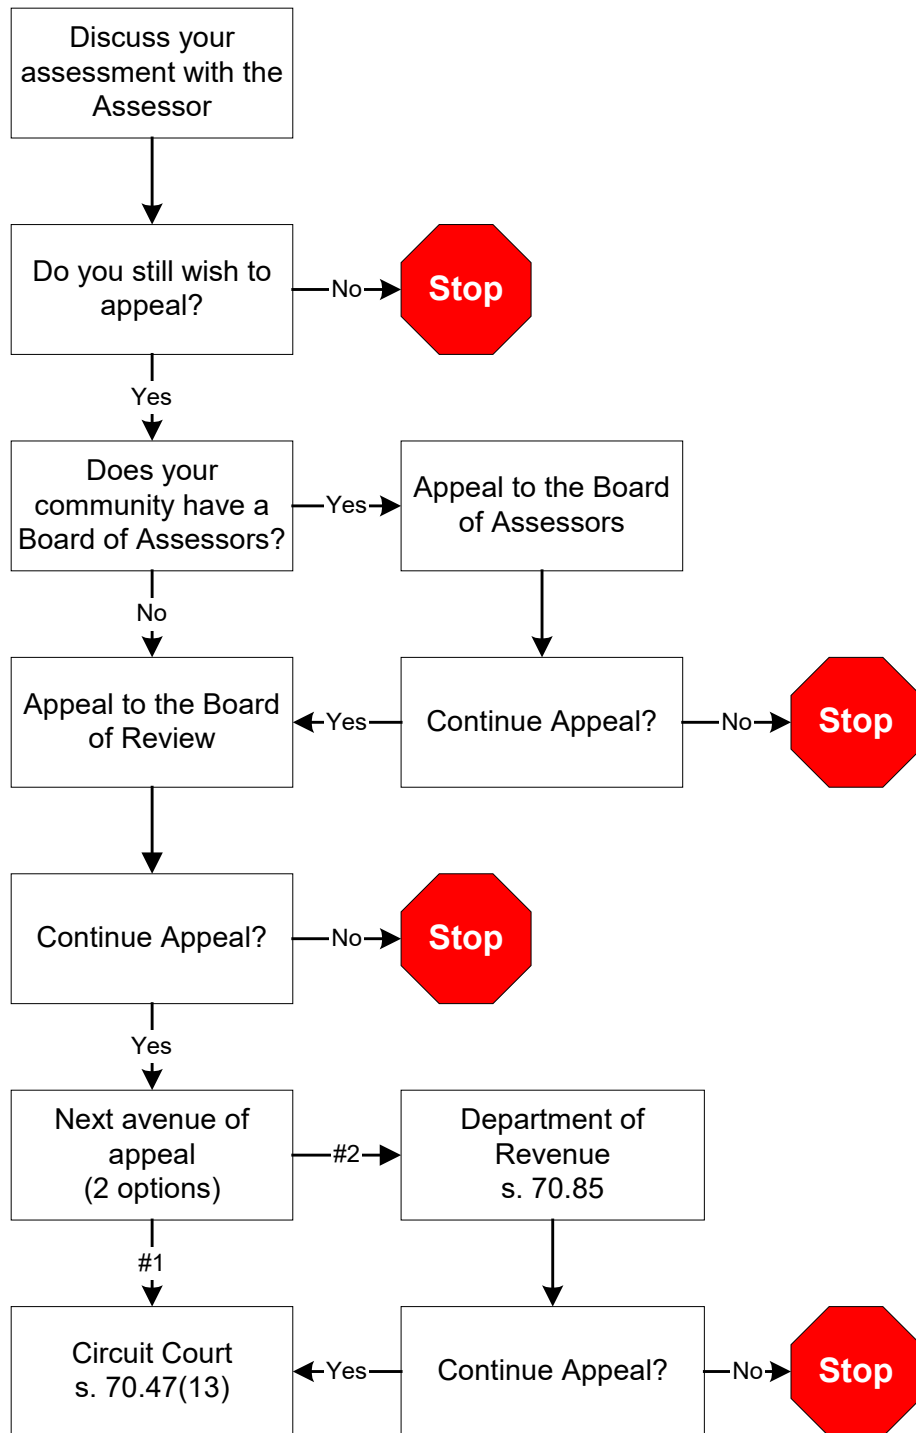 Discuss your
assessment with the
Assessor
Do you still wish to
appeal?
No
Stop
Yes
Does your
community have a
Board of Assessors?
Yes
Appeal to the Board
of Assessors
No
Appeal to the Board
of Review
Yes
Continue Appeal?
No
Stop
Continue Appeal?
No
Stop
Yes
Next avenue of
appeal
(2 options)
#2
Department of
Revenue
s. 70.85
#1
Circuit Court
s. 70.47(13)
Yes
Continue Appeal?
No
Stop